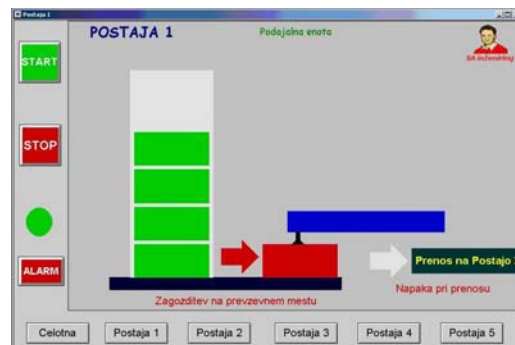 Postaja 1
POSTAJA 1
Podajalna enota
START
SA Inženiring
STOP
ALARM
Prenos na Postajo
Zagozditev na prevzevnem mestu
Napaka pri prenosu
Celotna
Postaja 1
Postaja 2
Postaja 3
Postaja 4
Postaja 5